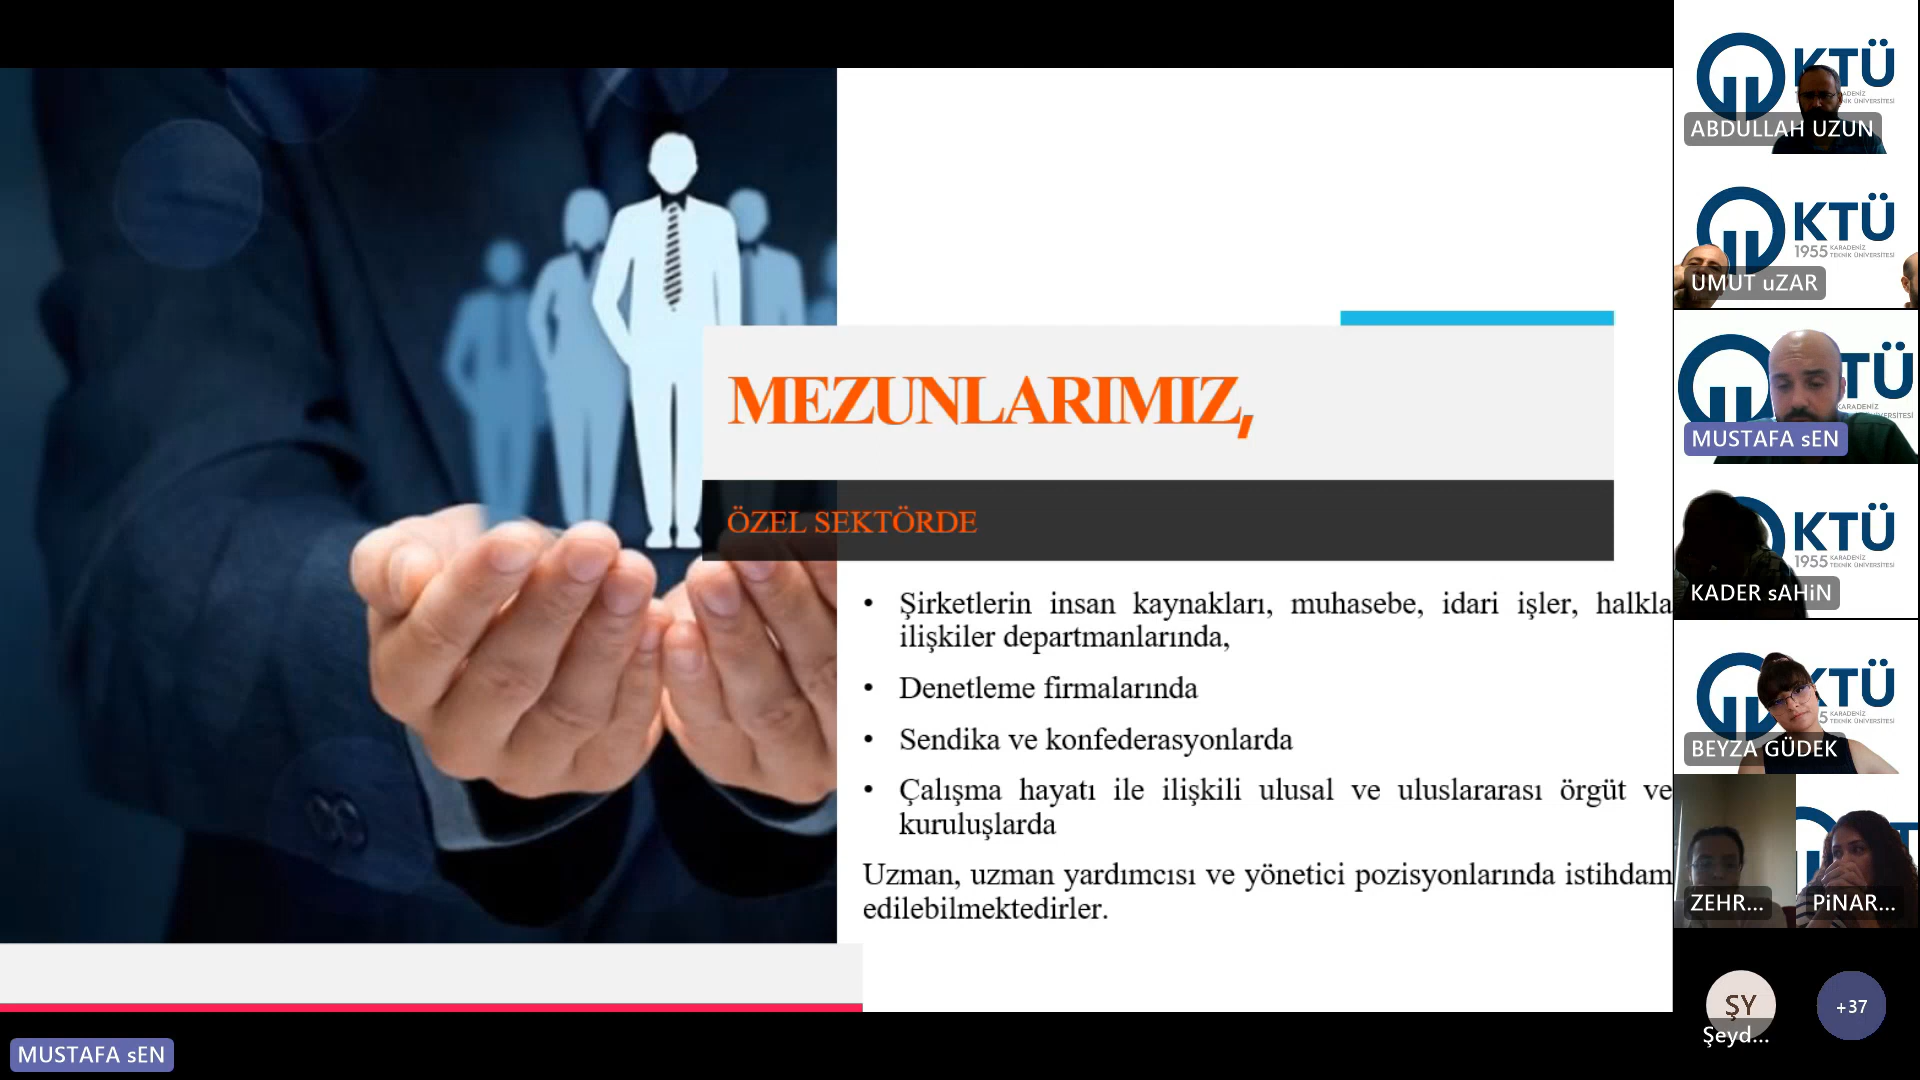 MEZUNLARIMIZ,
ÖZEL SEKTÖRDE
• Şirketlerin insan kaynakları, muhasebe, idari işler, halkla
ilişkiler departmanlarında,
• Denetleme firmalarında
• Sendika ve konfederasyonlarda
• Çalışma hayatı ile ilişkili ulusal ve uluslararası örgüt ve
kuruluşlarda
Uzman, uzman yardımcısı ve yönetici pozisyonlarında istihdam
edilebilmektedirler.
MUSTAFA sEN
KTÜ
ABDULLAH UZUN
KTÜ
1955 KARADENİZ
TEKNİK ÜNİVERSİTESİ
UMUT uZAR
TÜ
KARADENİZ
MUSTAFA sEN
KTÜ
1955 KARADENİZ
TEKNİK ÜNİVERSİTESİ
KADER sAHiN
KTÜ
5 KARADENİZ
TEKNİK ÜNİVERSİTESİ
BEYZA GÜDEK
ZEHR...
PiNAR...
ŞY
Şeyd...
+37